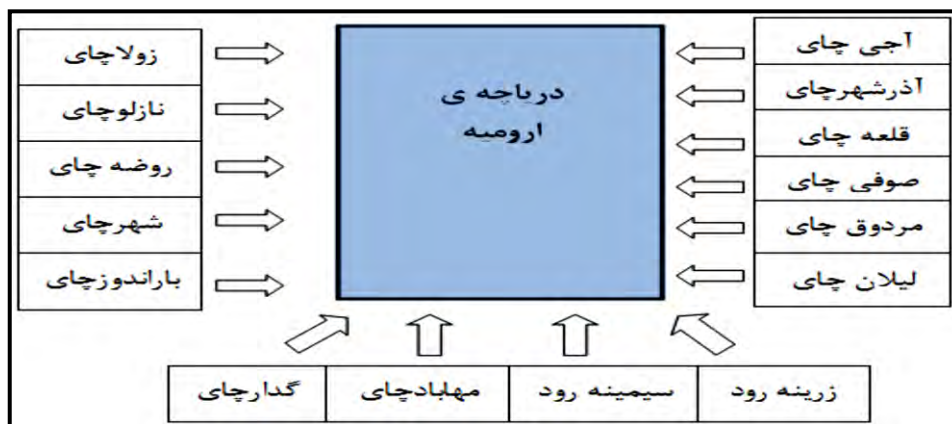 آجی چای
آذرشهرچای
قلعه چای
صوفی چای
مردوق چای
لیلان چای
دریاچه ی
ارومیه
زولاچای
نازلوچای
روضه چای
شهرچای
باراندوزچای
زرینه رود
سیمینه رود
مهابادچای
گدارچای